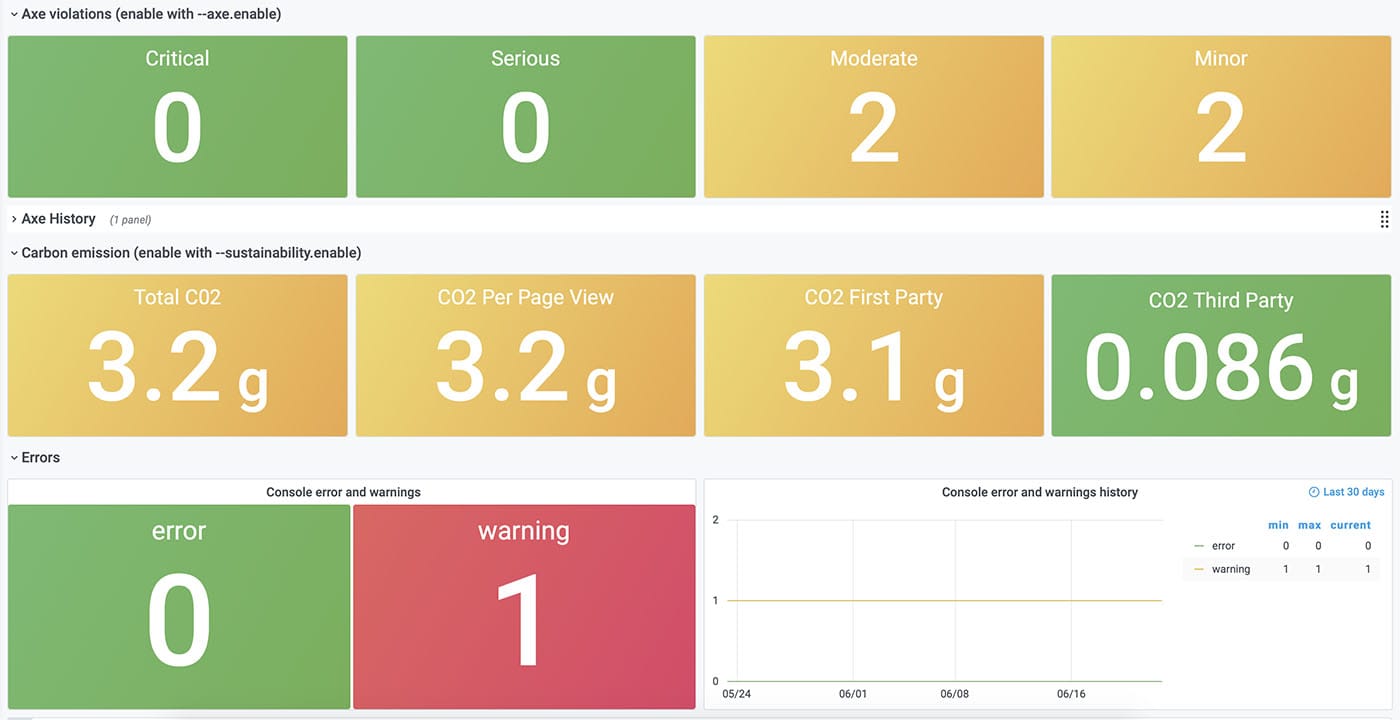 Axe violations (enable with --axe.enable)
Critical
Serious
Moderate
Minor
0
0
2
2
Axe History (1 panel)
Carbon emission (enable with --sustainability.enable)
Total C02
CO2 Per Page View
CO2 First Party
CO2 Third Party
3.2 g
3.2 g
3.1 g
0.086 g
Errors
Console error and warnings
error
0
warning
1
Console error and warnings history
Last 30 days
2
1
0
05/24
06/01
06/08
06/16
min max current
error 0 0 0
warning 1 1 1